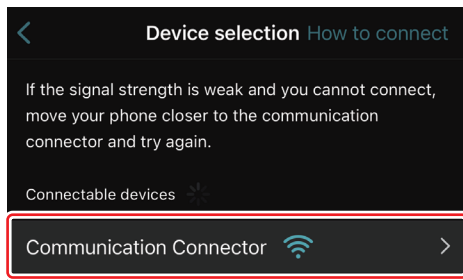 Device selection How to connect
If the signal strength is weak and you cannot connect,
move your phone closer to the communication
connector and try again.
Connectable devices
Communication Connector